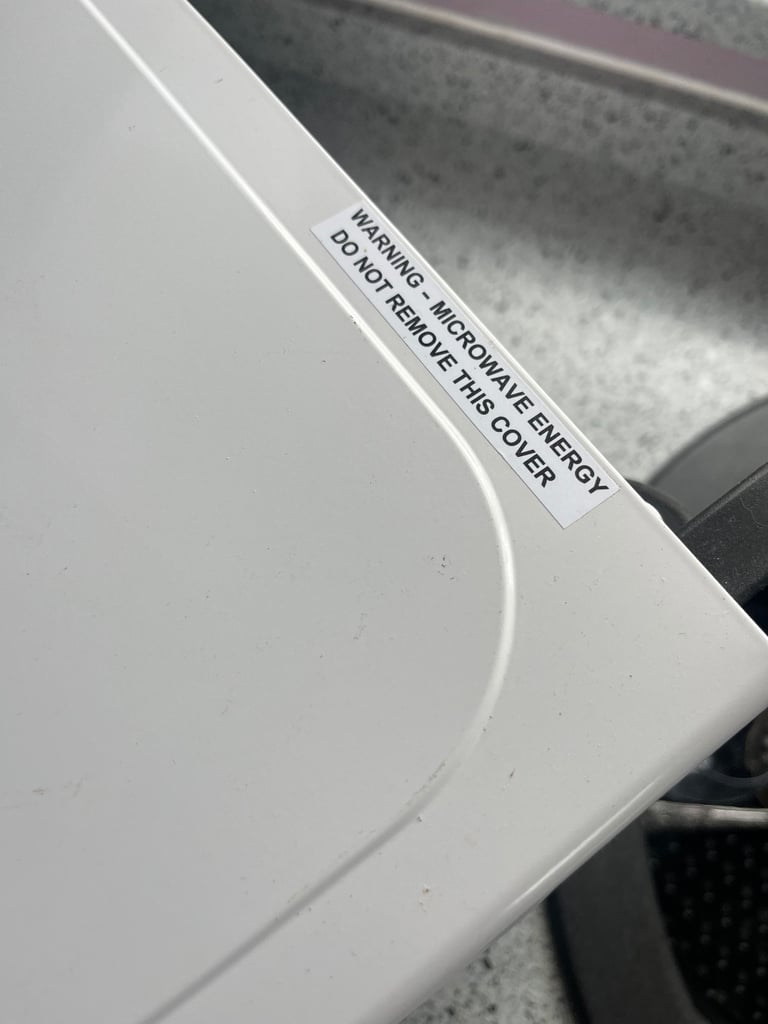 WARNING - MICROWAVE ENERGY
DO NOT REMOVE THIS COVER